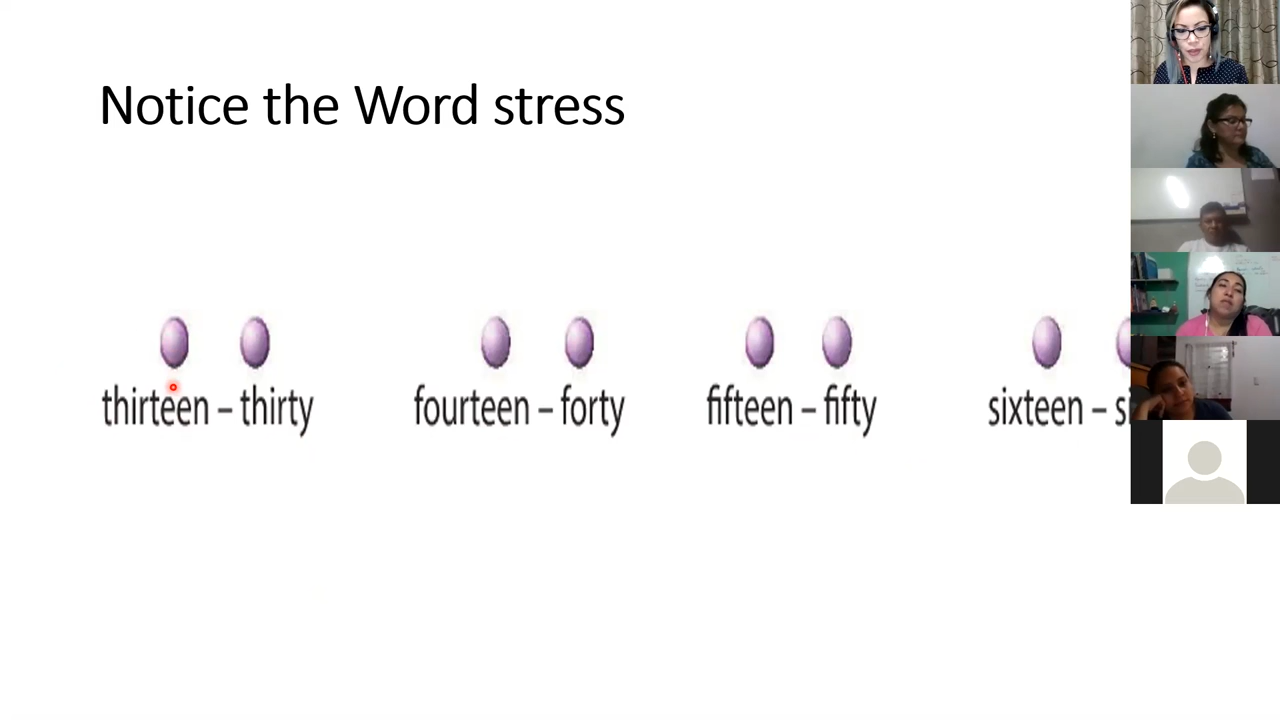 Notice the Word stress
thirteen – thirty fourteen – forty fifteen – fifty sixteen –